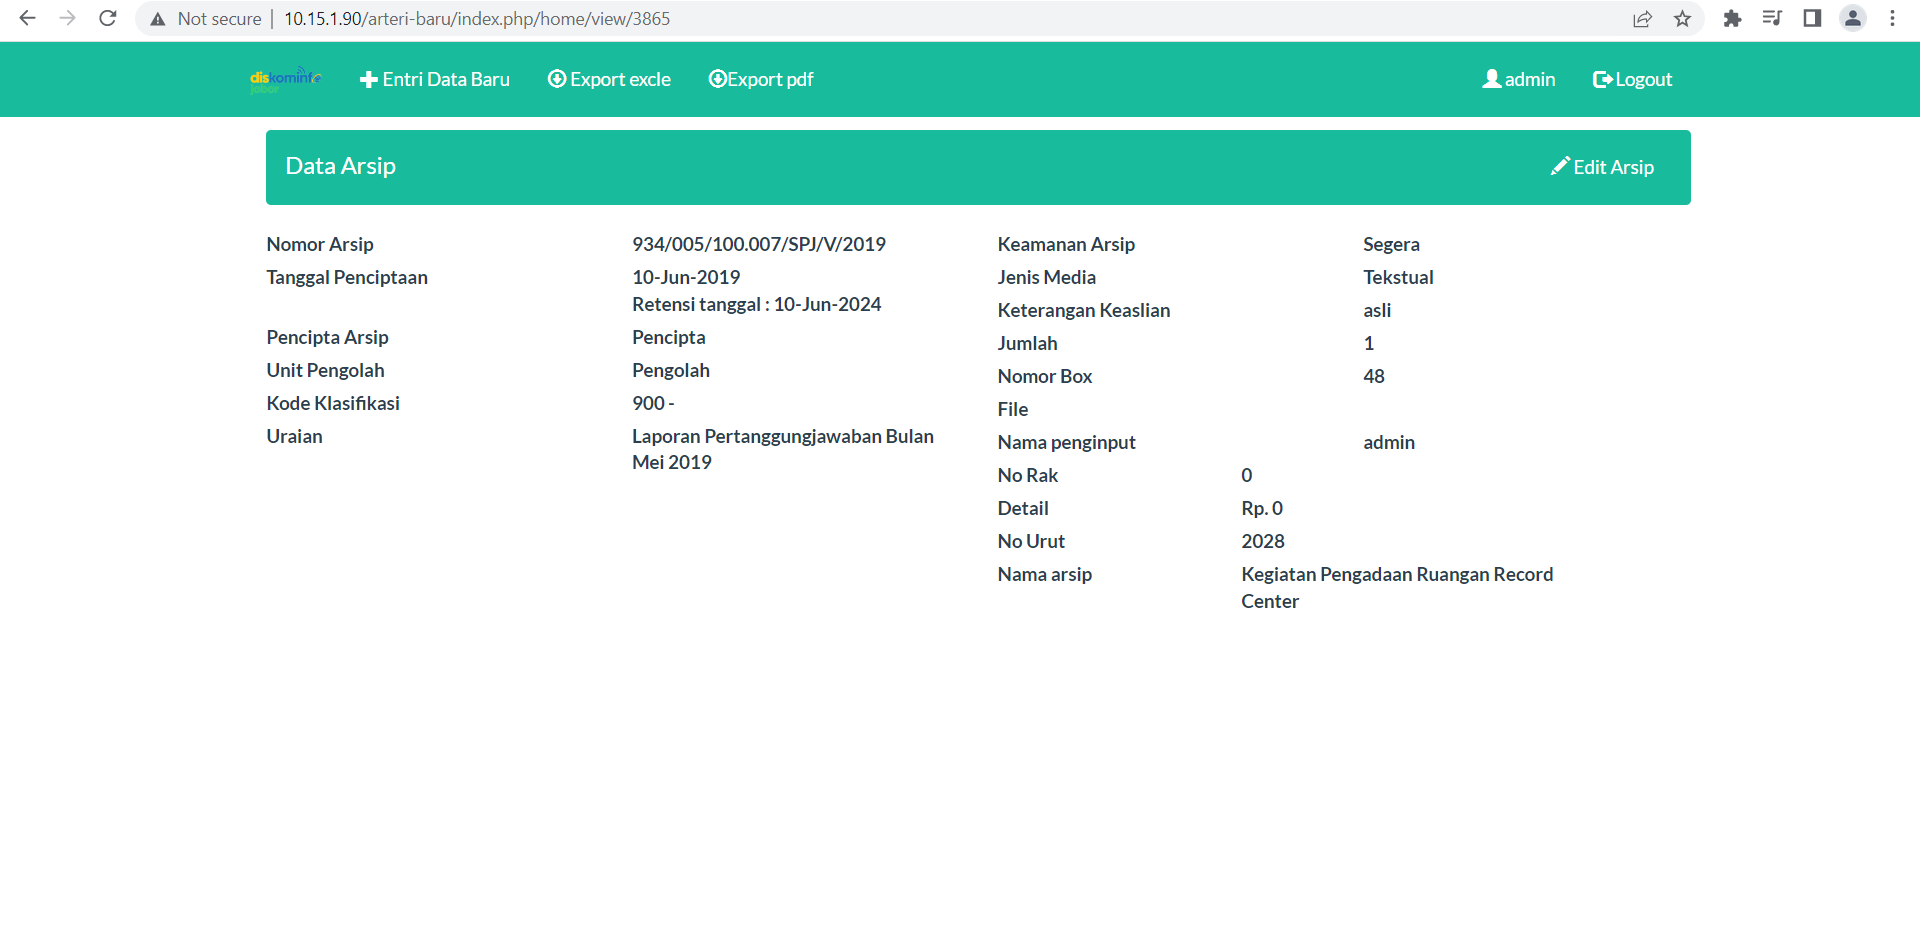 Not secure | 10.15.1.90/arteri-baru/index.php/home/view/3865
diskominfo
jabar
Entri Data Baru
Export excle
Export pdf
admin
Logout
Data Arsip
Edit Arsip
Nomor Arsip 934/005/100.007/SPJ/V/2019
Tanggal Penciptaan 10-Jun-2019
Retensi tanggal : 10-Jun-2024
Pencipta Arsip Pencipta
Unit Pengolah Pengolah
Kode Klasifikasi 900 -
Uraian Laporan Pertanggungjawaban Bulan
Mei 2019
Keamanan Arsip Segera
Jenis Media Tekstual
Keterangan Keaslian asli
Jumlah 1
Nomor Box 48
File
Nama penginput admin
No Rak 0
Detail Rp. 0
No Urut 2028
Nama arsip Kegiatan Pengadaan Ruangan Record
Center